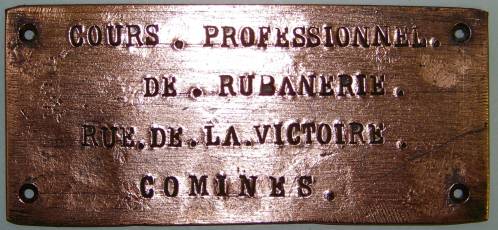 COURS. PROFESSIONNEL.
DE. RUBANERIE.
RUE.DE.LA.VICTOIRE.
COMINES.